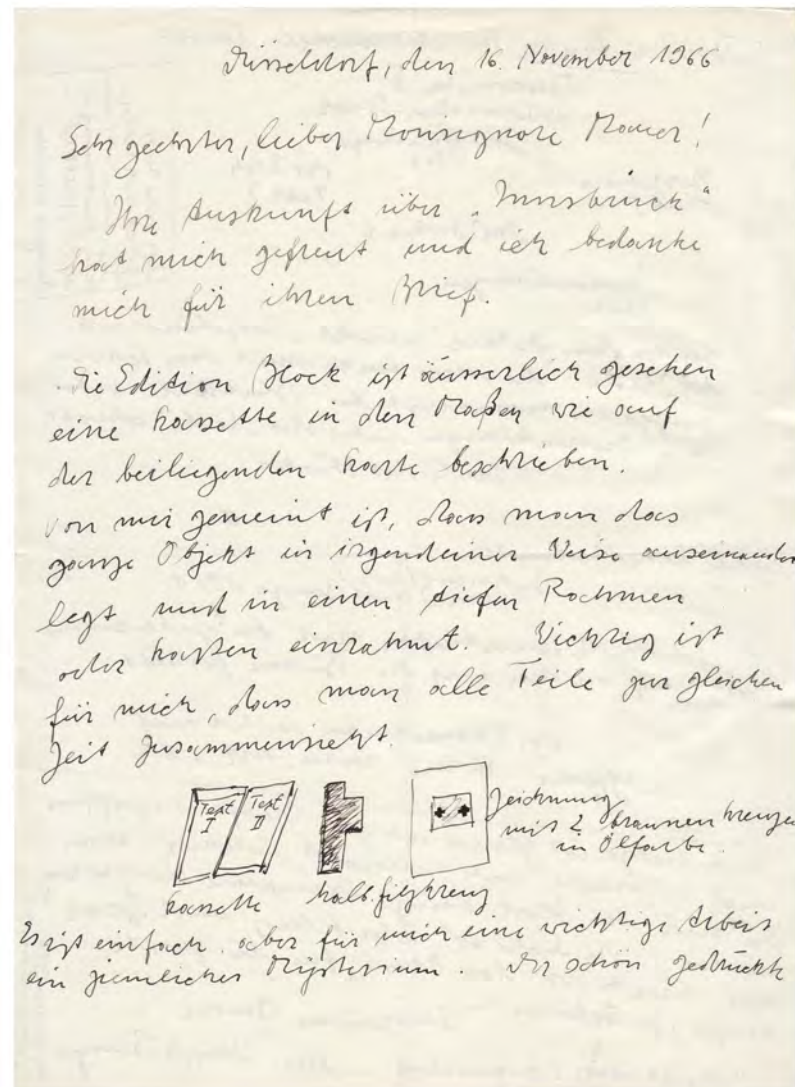 Düsseldorf, den 16. November 1966
Sehr geehrter, lieber Monsignore Mauer!
Ihre Auskunft über „Innsbruck“
hat mich gefreut und ich bedanke
mich für ihren Brief.
Die Edition Block ist äusserlich gesehen
eine Kassette in den Maßen wie auf
der beiliegenden Karte beschrieben.
Von mir gemeint ist, dass man das
ganze Objekt in irgendeiner Weise auseinander
legt und in einen tiefen Rahmen
oder Kasten einrahmt. Wichtig ist
für mich, dass man alle Teile zur gleichen
Zeit zusammensieht.
Text I
Text II
Zeichnung
mit 2 braunen Kreuzen
in Ölfarbe.
Kassette
halb. filzkreuz
Es ist einfach, aber für mich eine wichtige Arbeit
ein ziemliches Mysterium. Der schön gedruckte